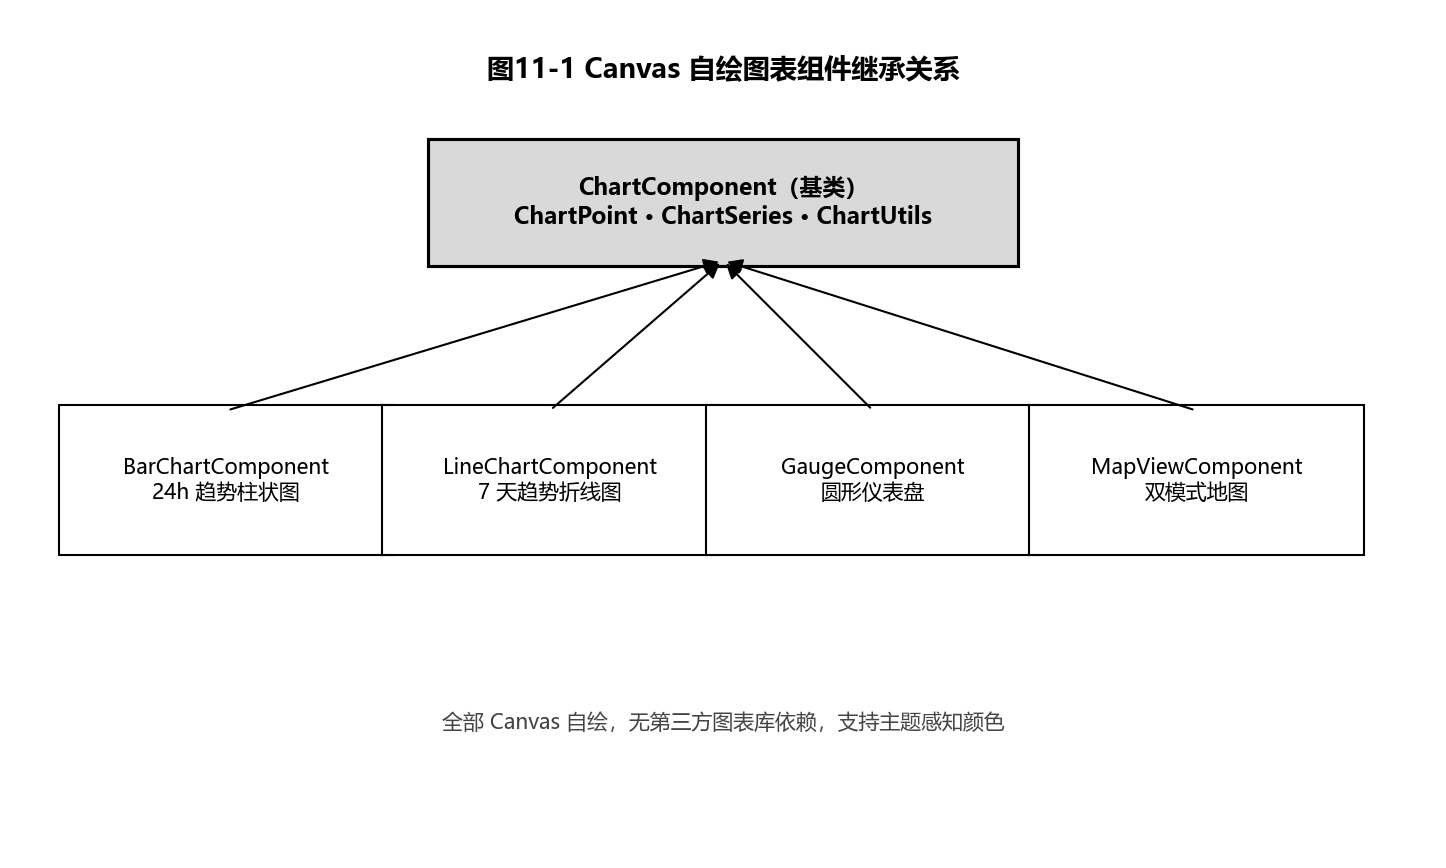 图11-1 Canvas 自绘图表组件继承关系
ChartComponent（基类）
ChartPoint · ChartSeries · ChartUtils
BarChartComponent
24h 趋势柱状图
LineChartComponent
7 天趋势折线图
GaugeComponent
圆形仪表盘
MapViewComponent
双模式地图
全部 Canvas 自绘，无第三方图表库依赖，支持主题感知颜色